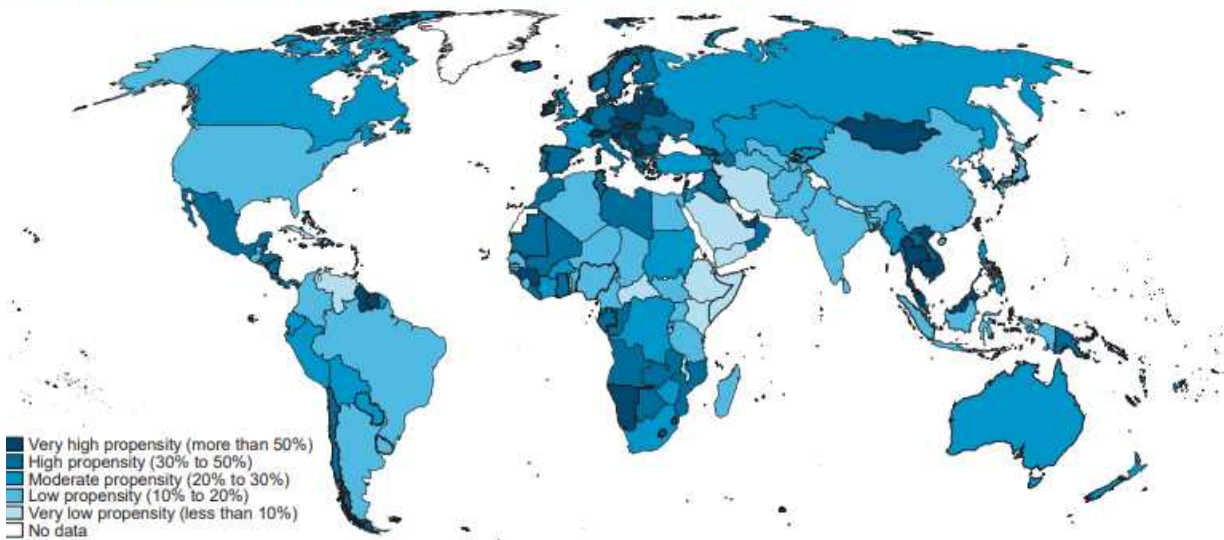 Very high propensity (more than 50%)
High propensity (30% to 50%)
Moderate propensity (20% to 30%)
Low propensity (10% to 20%)
Very low propensity (less than 10%)
No data